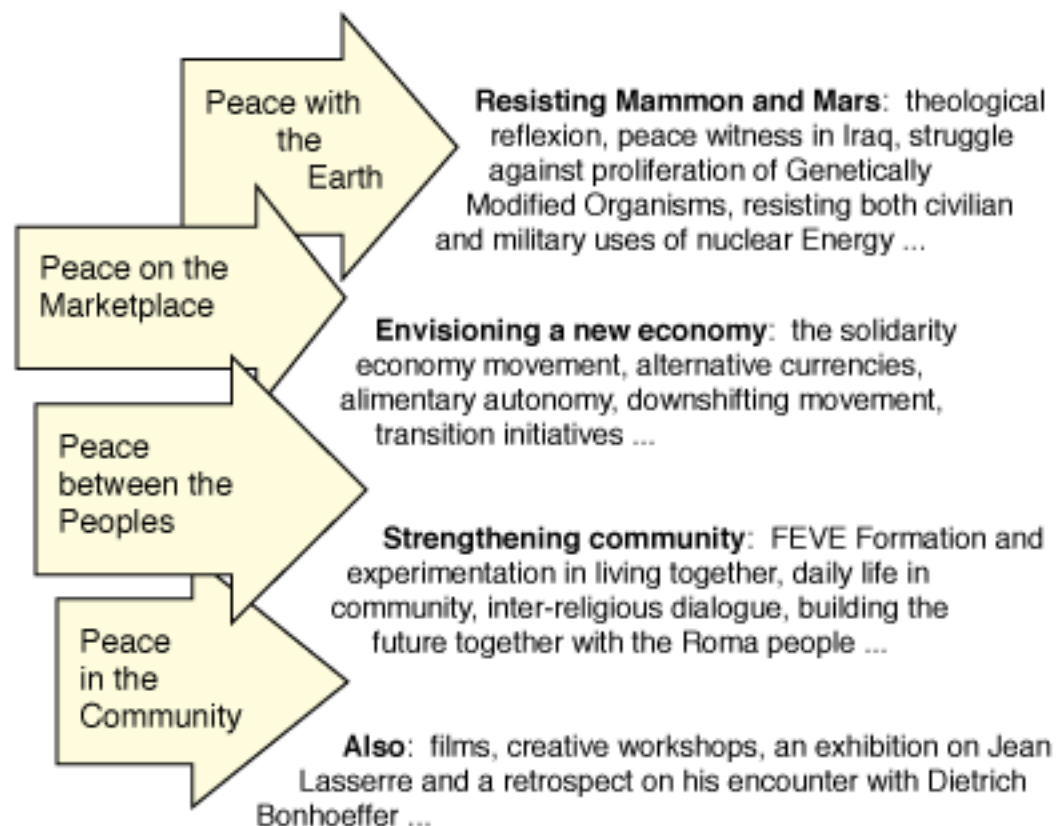 Peace with
the
Earth
Resisting Mammon and Mars:  theological
reflexion, peace witness in Iraq, struggle
against proliferation of Genetically
Modified Organisms, resisting both civilian
and military uses of nuclear Energy ...
Peace on the
Marketplace
Envisioning a new economy:  the solidarity
economy movement, alternative currencies,
alimentary autonomy, downshifting movement,
transition initiatives ...
Peace
between the
Peoples
Strengthening community:  FEVE Formation and
experimentation in living together, daily life in
community, inter-religious dialogue, building the
future together with the Roma people ...
Peace
in the
Community
Also:  films, creative workshops, an exhibition on Jean
Lasserre and a retrospect on his encounter with Dietrich
Bonhoeffer ...